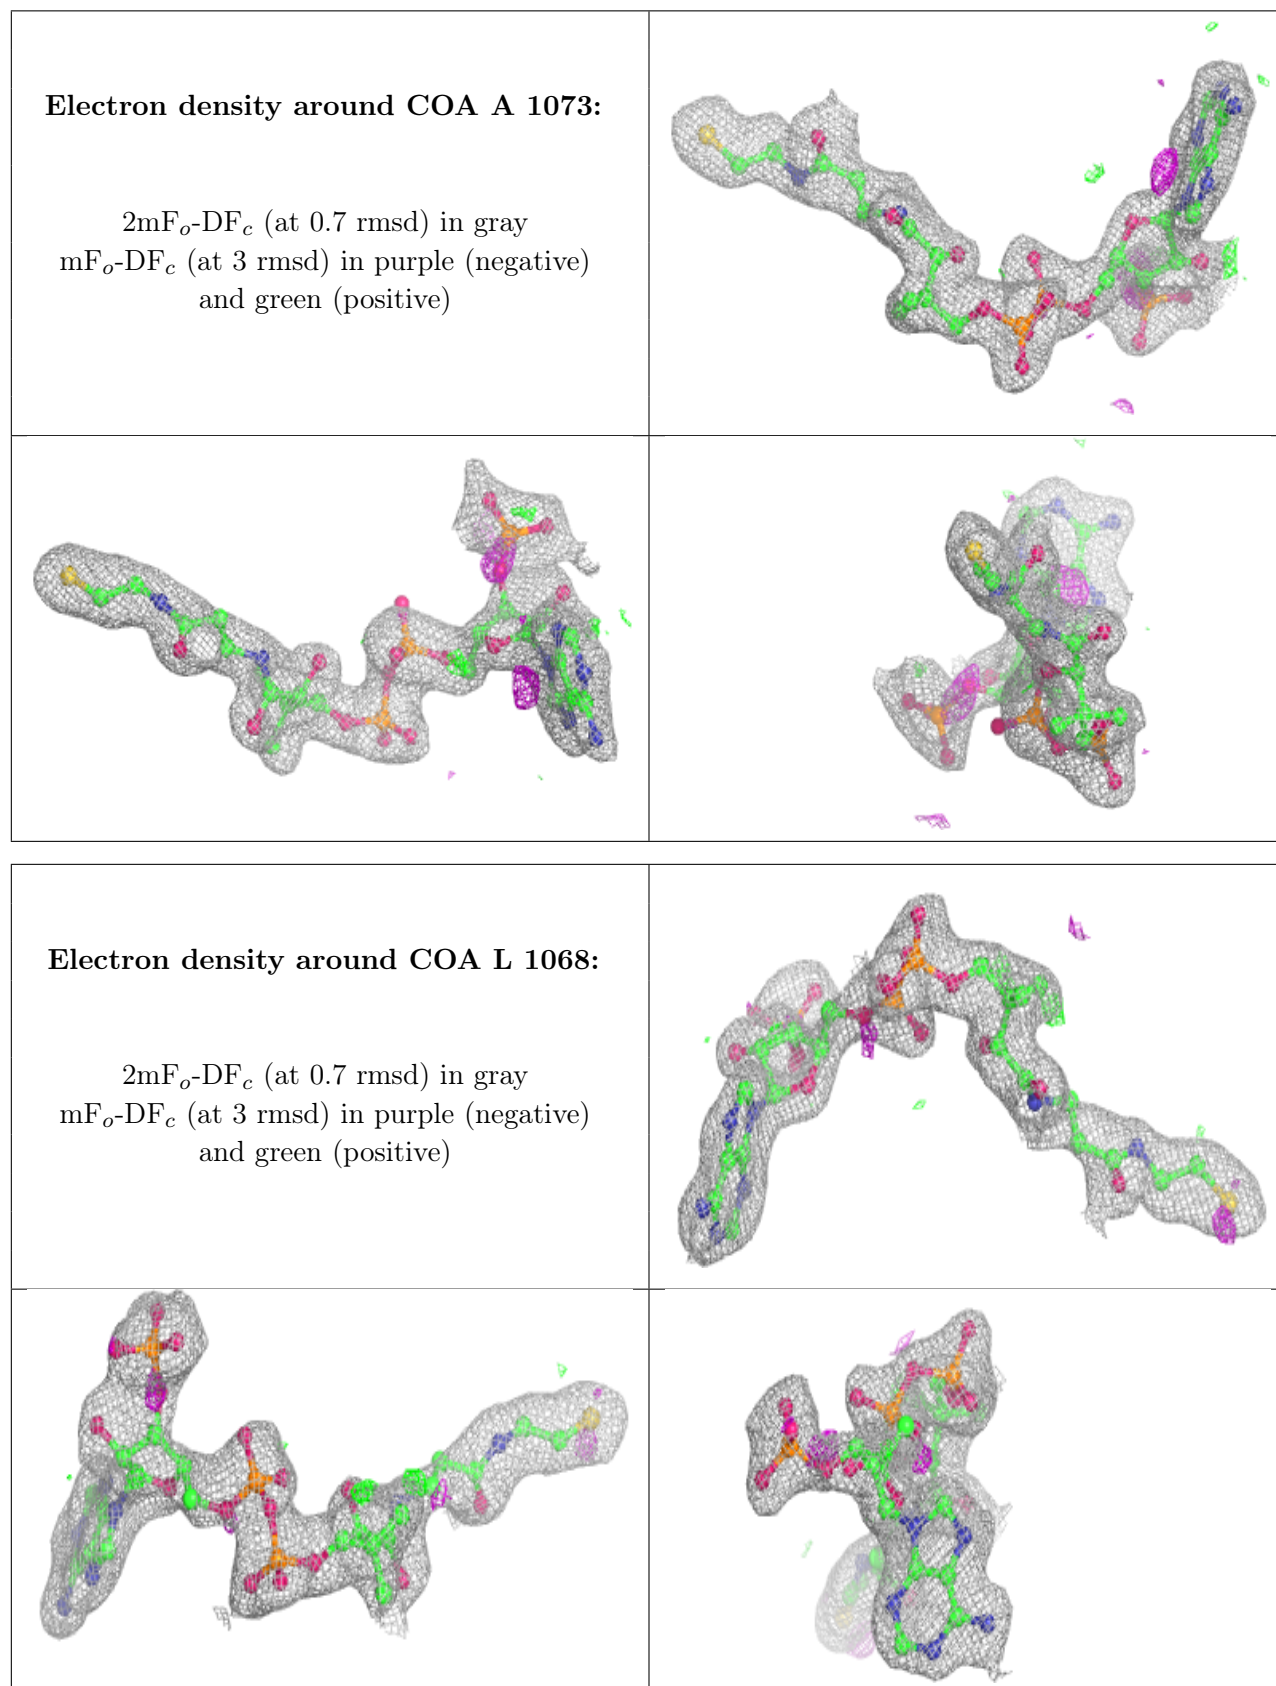 Electron density around COA A 1073:
2mFo-DFc (at 0.7 rmsd) in gray
mFo-DFc (at 3 rmsd) in purple (negative)
and green (positive)
Electron density around COA L 1068:
2mFo-DFc (at 0.7 rmsd) in gray
mFo-DFc (at 3 rmsd) in purple (negative)
and green (positive)